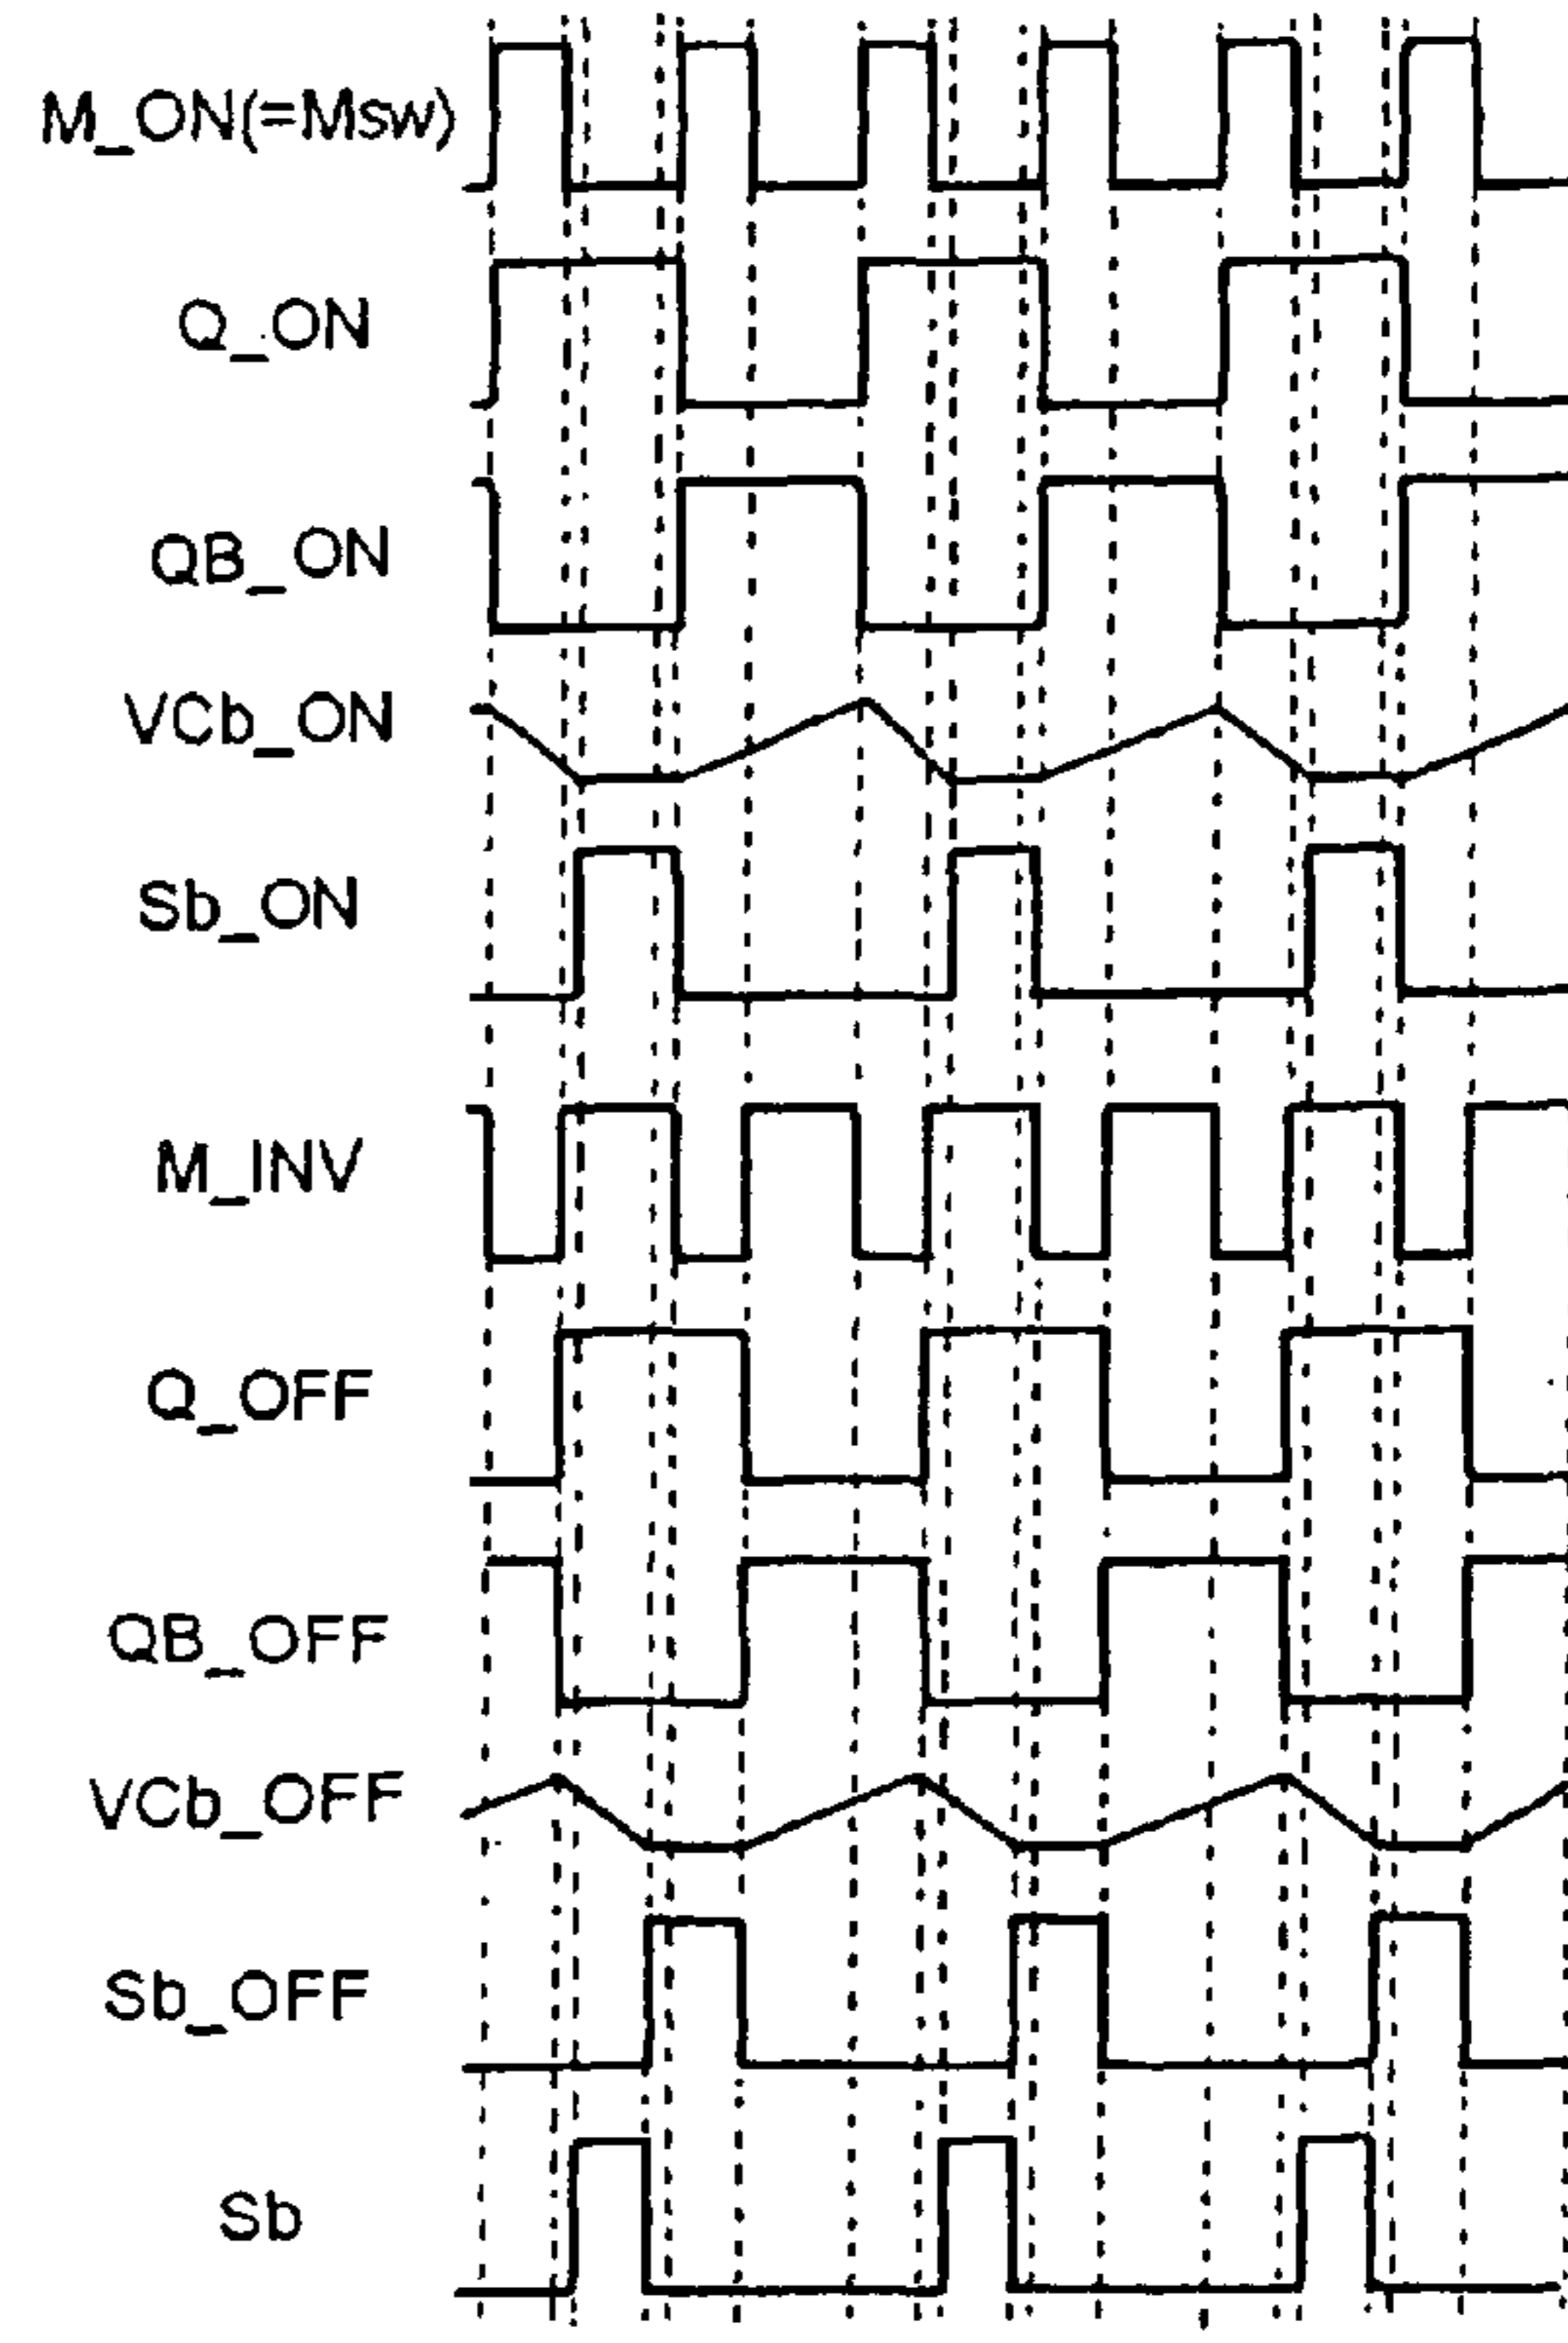 M_ON(=Msw)
Q_ON
QB_ON
VCb_ON
Sb_ON
M_INV
Q_OFF
QB_OFF
VCb_OFF
Sb_OFF
Sb